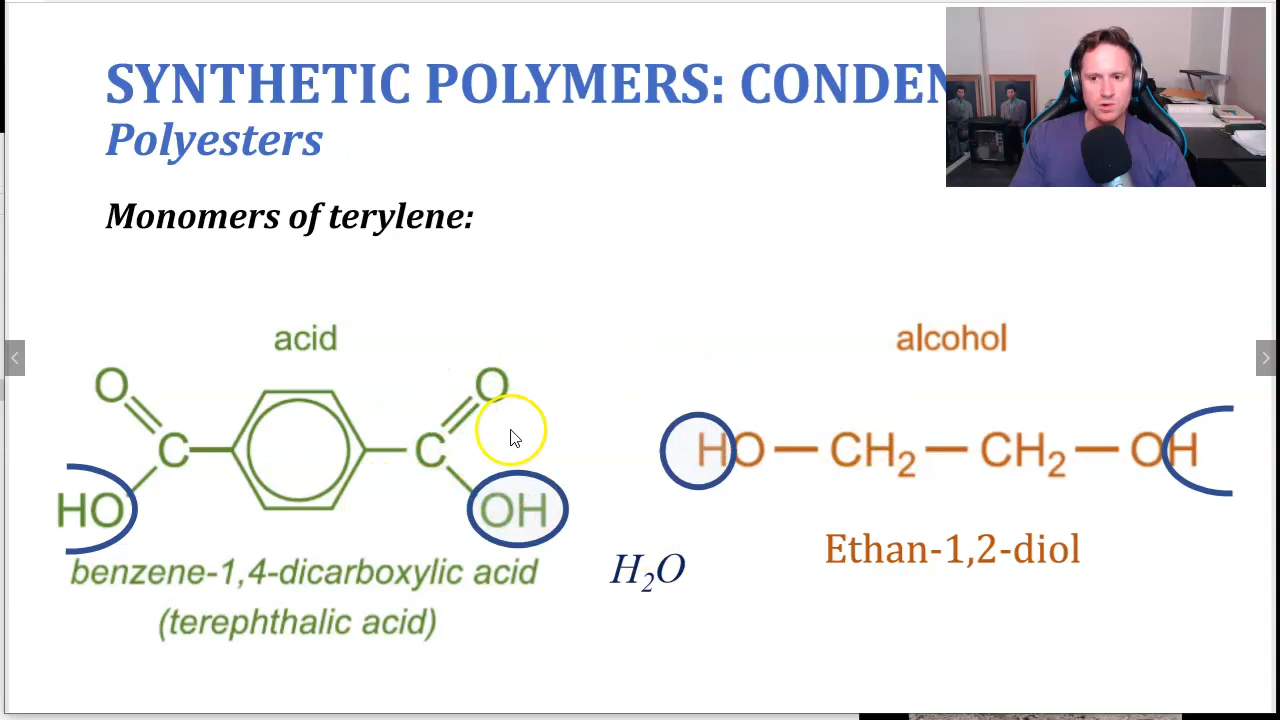 SYNTHETIC POLYMERS: CONDEN
Polyesters
Monomers of terylene:
acid
alcohol
O
O
C
C
HO
OH
HO — CH₂ — CH₂ — OH
benzene-1,4-dicarboxylic acid
(terephthalic acid)
H₂O
Ethan-1,2-diol